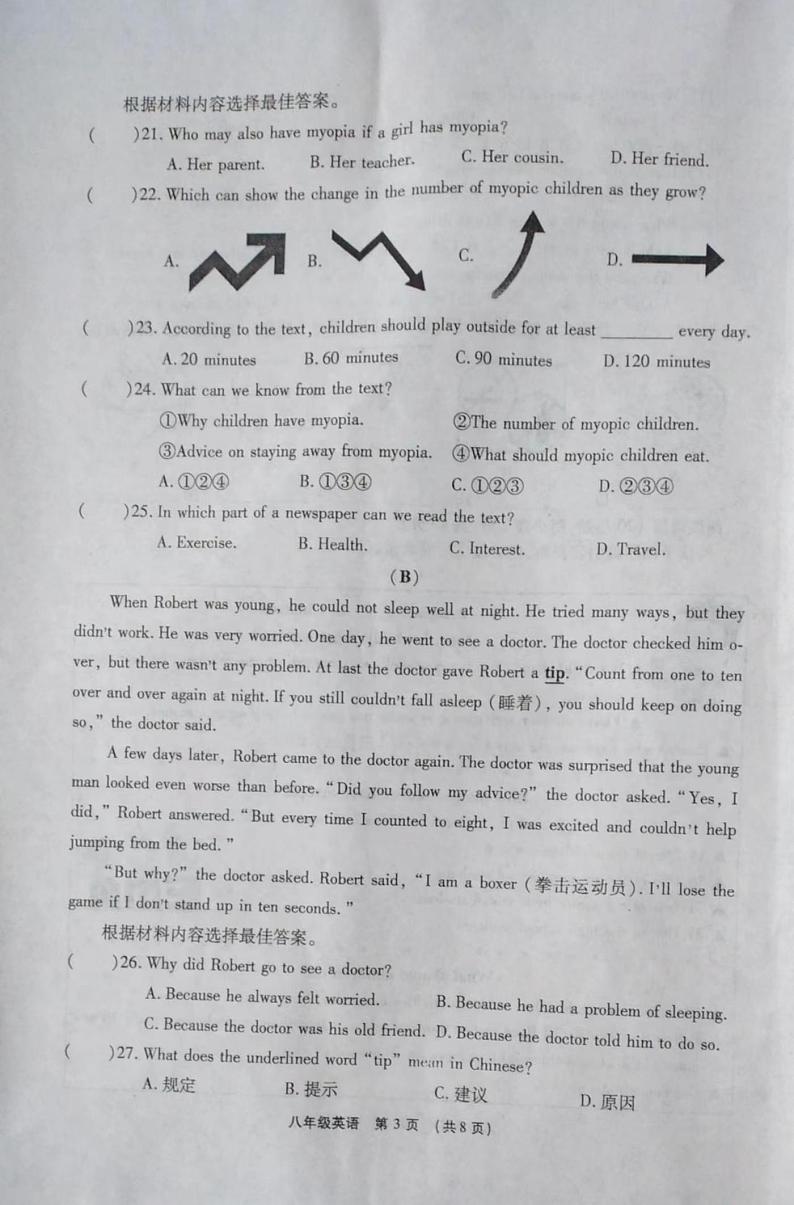 根据材料内容选择最佳答案。
(　　)21. Who may also have myopia if a girl has myopia?
A. Her parent.　B. Her teacher.　C. Her cousin.　D. Her friend.
(　　)22. Which can show the change in the number of myopic children as they grow?
A.　B.　C.　D.
(　　)23. According to the text, children should play outside for at least ________ every day.
A. 20 minutes　B. 60 minutes　C. 90 minutes　D. 120 minutes
(　　)24. What can we know from the text?
①Why children have myopia.　②The number of myopic children.
③Advice on staying away from myopia.　④What should myopic children eat.
A. ①②④　B. ①③④　C. ①②③　D. ②③④
(　　)25. In which part of a newspaper can we read the text?
A. Exercise.　B. Health.　C. Interest.　D. Travel.
(B)
When Robert was young, he could not sleep well at night. He tried many ways, but they
didn't work. He was very worried. One day, he went to see a doctor. The doctor checked him o-
ver, but there wasn't any problem. At last the doctor gave Robert a tip. “Count from one to ten
over and over again at night. If you still couldn't fall asleep (睡着), you should keep on doing
so,” the doctor said.
A few days later, Robert came to the doctor again. The doctor was surprised that the young
man looked even worse than before. “Did you follow my advice?” the doctor asked. “Yes, I
did,” Robert answered. “But every time I counted to eight, I was excited and couldn't help
jumping from the bed.”
“But why?” the doctor asked. Robert said, “I am a boxer (拳击运动员). I'll lose the
game if I don't stand up in ten seconds.”
根据材料内容选择最佳答案。
(　　)26. Why did Robert go to see a doctor?
A. Because he always felt worried.　B. Because he had a problem of sleeping.
C. Because the doctor was his old friend.　D. Because the doctor told him to do so.
(　　)27. What does the underlined word “tip” mean in Chinese?
A. 规定　B. 提示　C. 建议　D. 原因
八年级英语　第 3 页　(共 8 页)